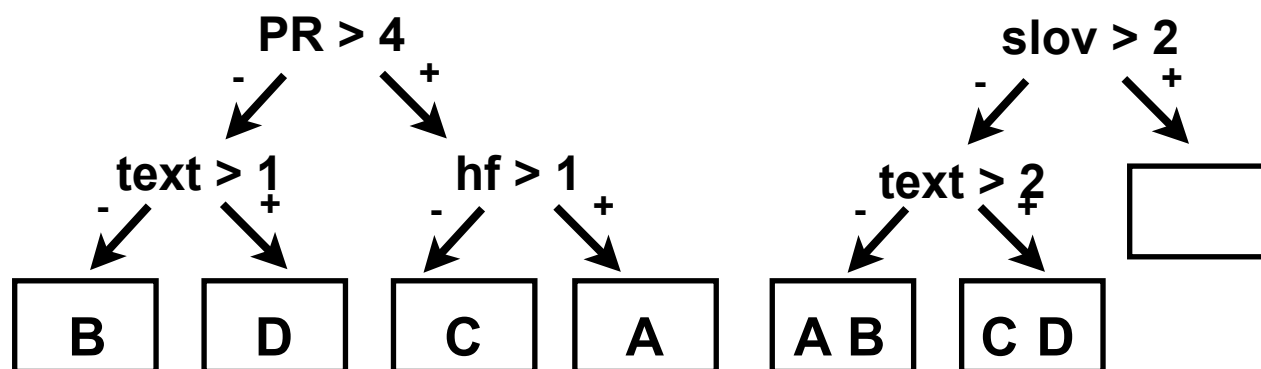 PR > 4
slov > 2
- +
- +
text > 1
hf > 1
text > 2
- +
- +
- +
B
D
C
A
A B
C D